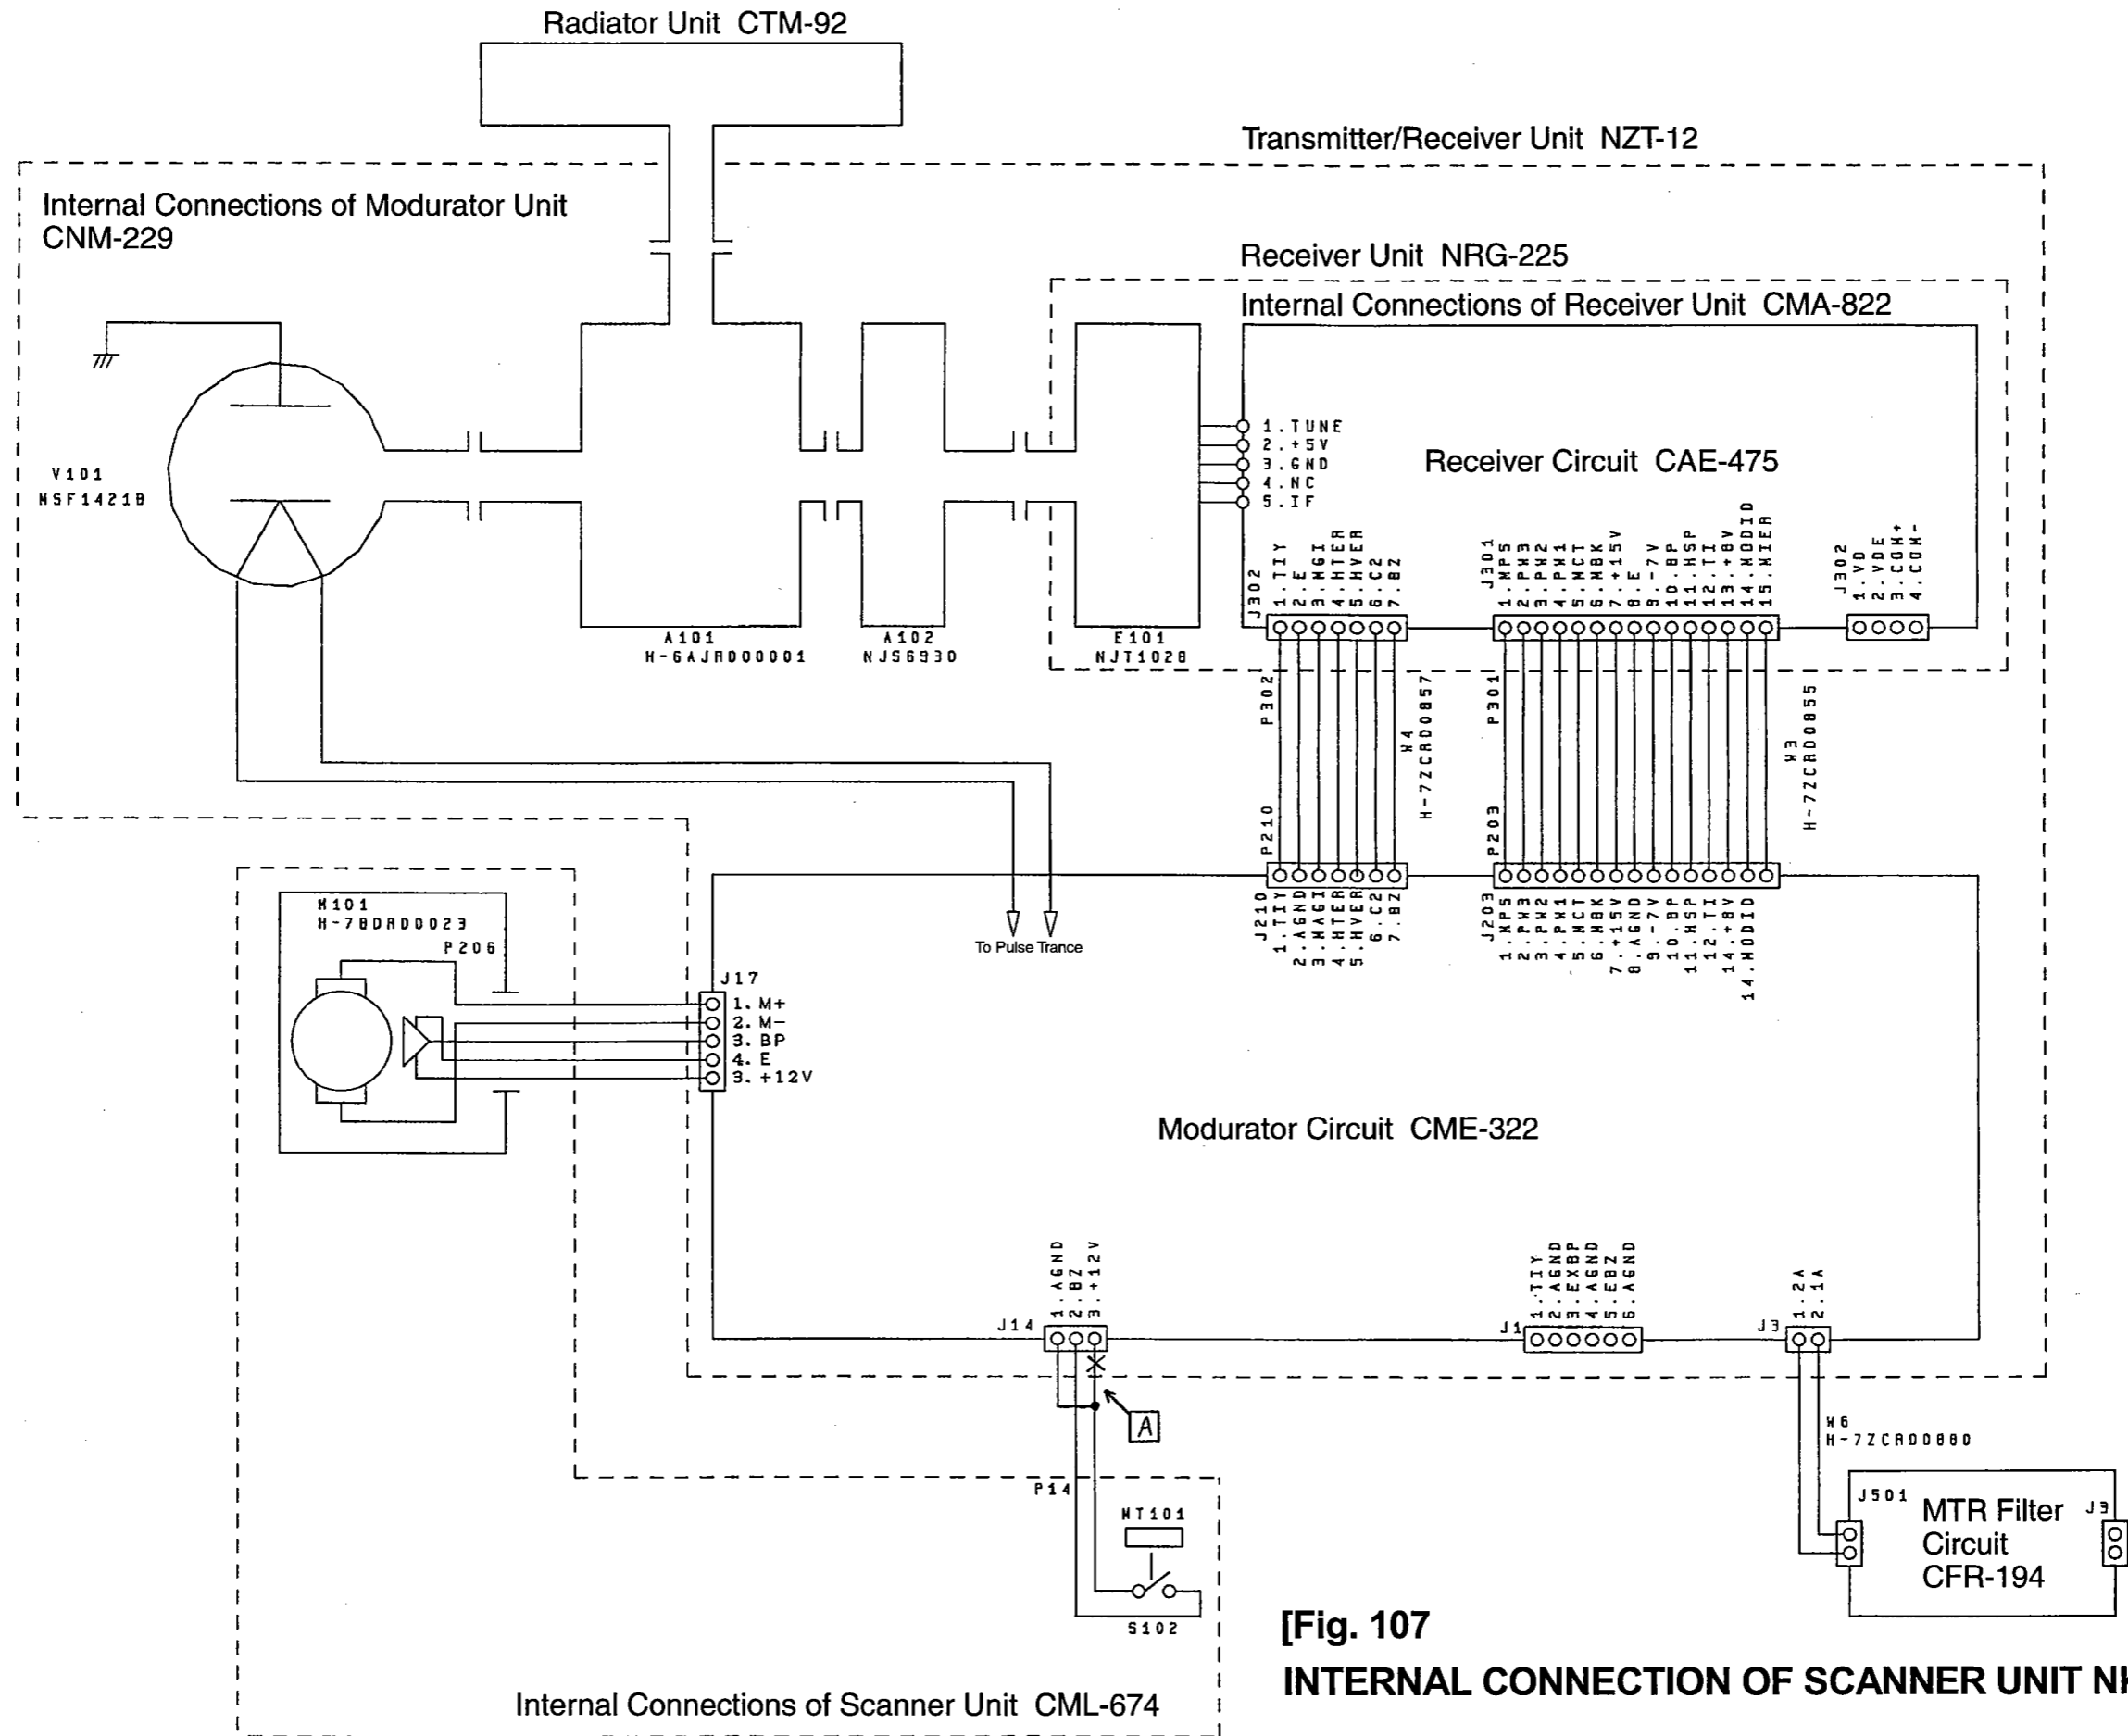 Radiator Unit CTM-92
Transmitter/Receiver Unit NZT-12
Internal Connections of Modurator Unit
CNM-229
Receiver Unit NRG-225
Internal Connections of Receiver Unit CMA-822
V101
MSF1421B
1.TUNE
2.+5V
3.GND
4.NC
5.IF
Receiver Circuit CAE-475
J302
1.TIY
2.E
3.MGI
4.HTER
5.HVER
6.C2
7.BZ
J301
1.MPS
2.PW3
3.PW2
4.PW1
5.MCT
6.MBK
7.+15V
8.E
9.-7V
10.BP
11.HSP
12.TI
13.+8V
14.MODID
15.MIER
J302
1.VD
2.VDE
3.COM+
4.COM-
A101
H-6AJRD00001
A102
NJS6930
E101
NJT1028
P302
W4
H-7ZCRD0857
P301
W3
H-7ZCRD0855
P210
P203
J210
1.TIY
2.AGND
3.MAGI
4.HTER
5.HVER
6.C2
7.BZ
J203
1.MPS
2.PW3
3.PW2
4.PW1
5.MCT
6.MBK
7.+15V
8.AGND
9.-7V
10.BP
11.HSP
12.TI
14.+8V
14.MODID
To Pulse Trance
M101
H-7BDRD0023
P206
J17
1. M+
2. M-
3. BP
4. E
3. +12V
Modurator Circuit CME-322
J14
1.AGND
2.BZ
3.+12V
J1
1.TIY
2.AGND
3.EXBP
4.AGND
5.EBZ
6.AGND
J3
1.2A
2.1A
A
W6
H-7ZCRD0880
P14
MT101
S102
J501
MTR Filter
Circuit
CFR-194
J3
[Fig. 107
INTERNAL CONNECTION OF SCANNER UNIT
Internal Connections of Scanner Unit CML-674